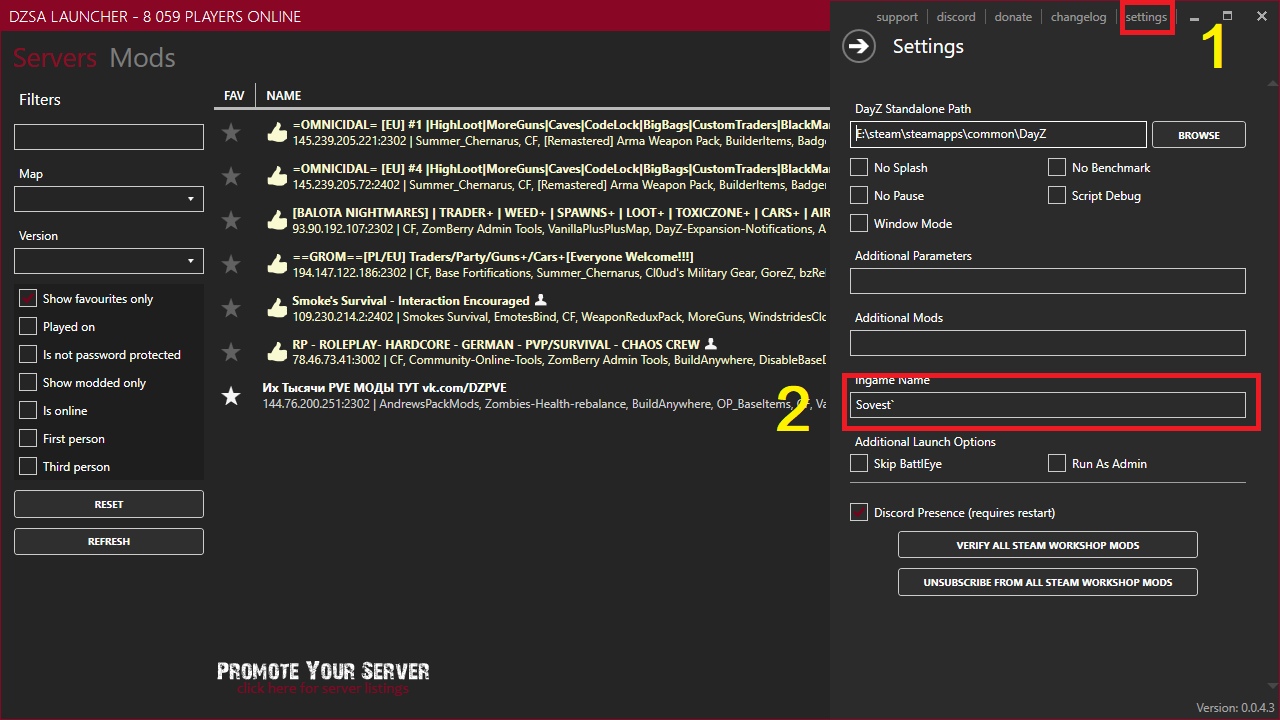 DZSA LAUNCHER - 8 059 PLAYERS ONLINE
support discord donate changelog settings
1
Servers Mods
Filters
Map
Version
Show favourites only
Played on
Is not password protected
Show modded only
Is online
First person
Third person
RESET
REFRESH
FAV NAME
=OMNICIDAL= [EU] #1 |HighLoot|MoreGuns|Caves|CodeLock|BigBags|CustomTraders|BlackMar
145.239.205.221:2302 | Summer_Chernarus, CF, [Remastered] Arma Weapon Pack, BuilderItems, Badg
=OMNICIDAL= [EU] #4 |HighLoot|MoreGuns|Caves|CodeLock|BigBags|CustomTraders|BlackMar
145.239.205.72:2402 | Summer_Chernarus, CF, [Remastered] Arma Weapon Pack, BuilderItems, Badger
[BALOTA NIGHTMARES] | TRADER+ | WEED+ | SPAWNS+ | LOOT+ | TOXICZONE+ | CARS+ | AIR
93.90.192.107:2302 | CF, ZomBerry Admin Tools, VanillaPlusPlusMap, DayZ-Expansion-Notifications, A
==GROM==[PL/EU] Traders/Party/Guns+/Cars+[Everyone Welcome!!!]
194.147.122.186:2302 | CF, Base Fortifications, Summer_Chernarus, Cl0ud's Military Gear, GoreZ, bzRel
Smoke's Survival - Interaction Encouraged
109.230.214.2:2402 | Smokes Survival, EmotesBind, CF, WeaponReduxPack, MoreGuns, WindstridesClo
RP - ROLEPLAY- HARDCORE - GERMAN - PVP/SURVIVAL - CHAOS CREW
78.46.73.41:3002 | CF, Community-Online-Tools, ZomBerry Admin Tools, BuildAnywhere, DisableBaseD
Их Тысячи PVE МОДЫ ТУТ vk.com/DZPVE
144.76.200.251:2302 | AndrewsPackMods, Zombies-Health-rebalance, BuildAnywhere, OP_BaseItems, CF, Va
2
Promote Your Server
click here for server listings
Settings
DayZ Standalone Path
E:\steam\steamapps\common\DayZ BROWSE
No Splash No Benchmark
No Pause Script Debug
Window Mode
Additional Parameters
Additional Mods
Ingame Name
Sovest`
Additional Launch Options
Skip BattlEye Run As Admin
Discord Presence (requires restart)
VERIFY ALL STEAM WORKSHOP MODS
UNSUBSCRIBE FROM ALL STEAM WORKSHOP MODS
Version: 0.0.4.3